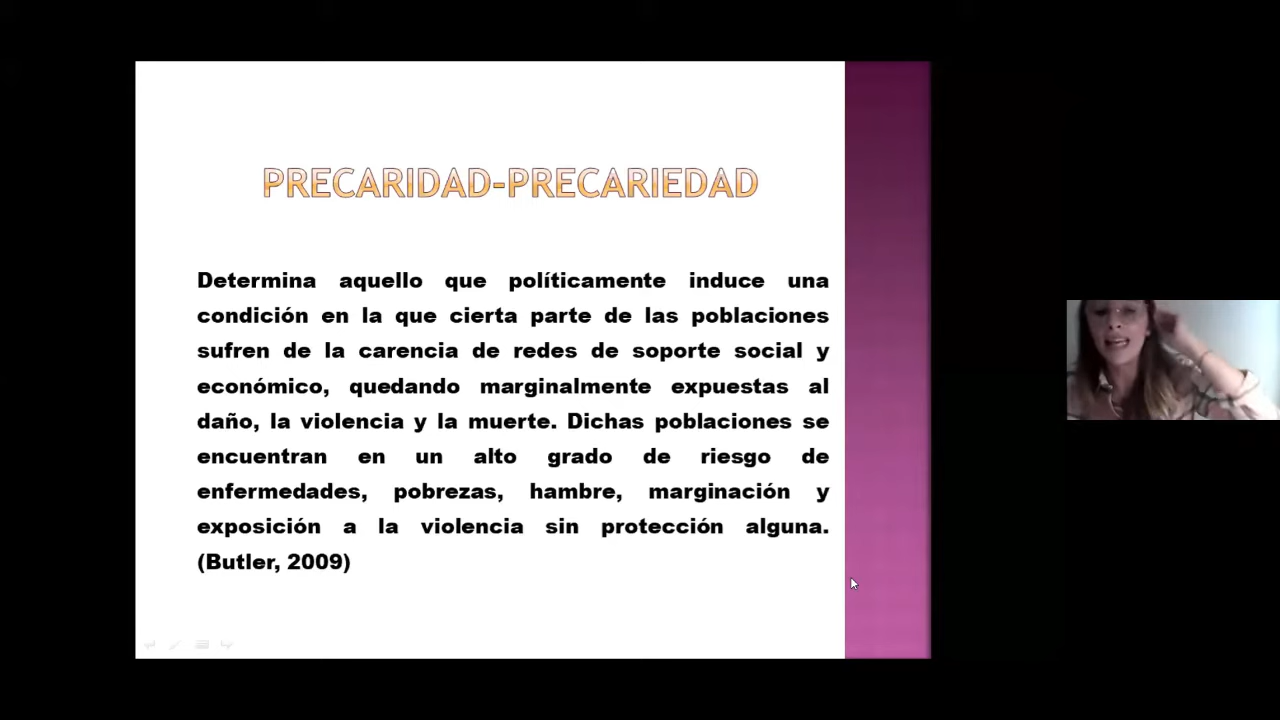 PRECARIDAD-PRECARIEDAD
Determina aquello que políticamente induce una
condición en la que cierta parte de las poblaciones
sufren de la carencia de redes de soporte social y
económico, quedando marginalmente expuestas al
daño, la violencia y la muerte. Dichas poblaciones se
encuentran en un alto grado de riesgo de
enfermedades, pobrezas, hambre, marginación y
exposición a la violencia sin protección alguna.
(Butler, 2009)